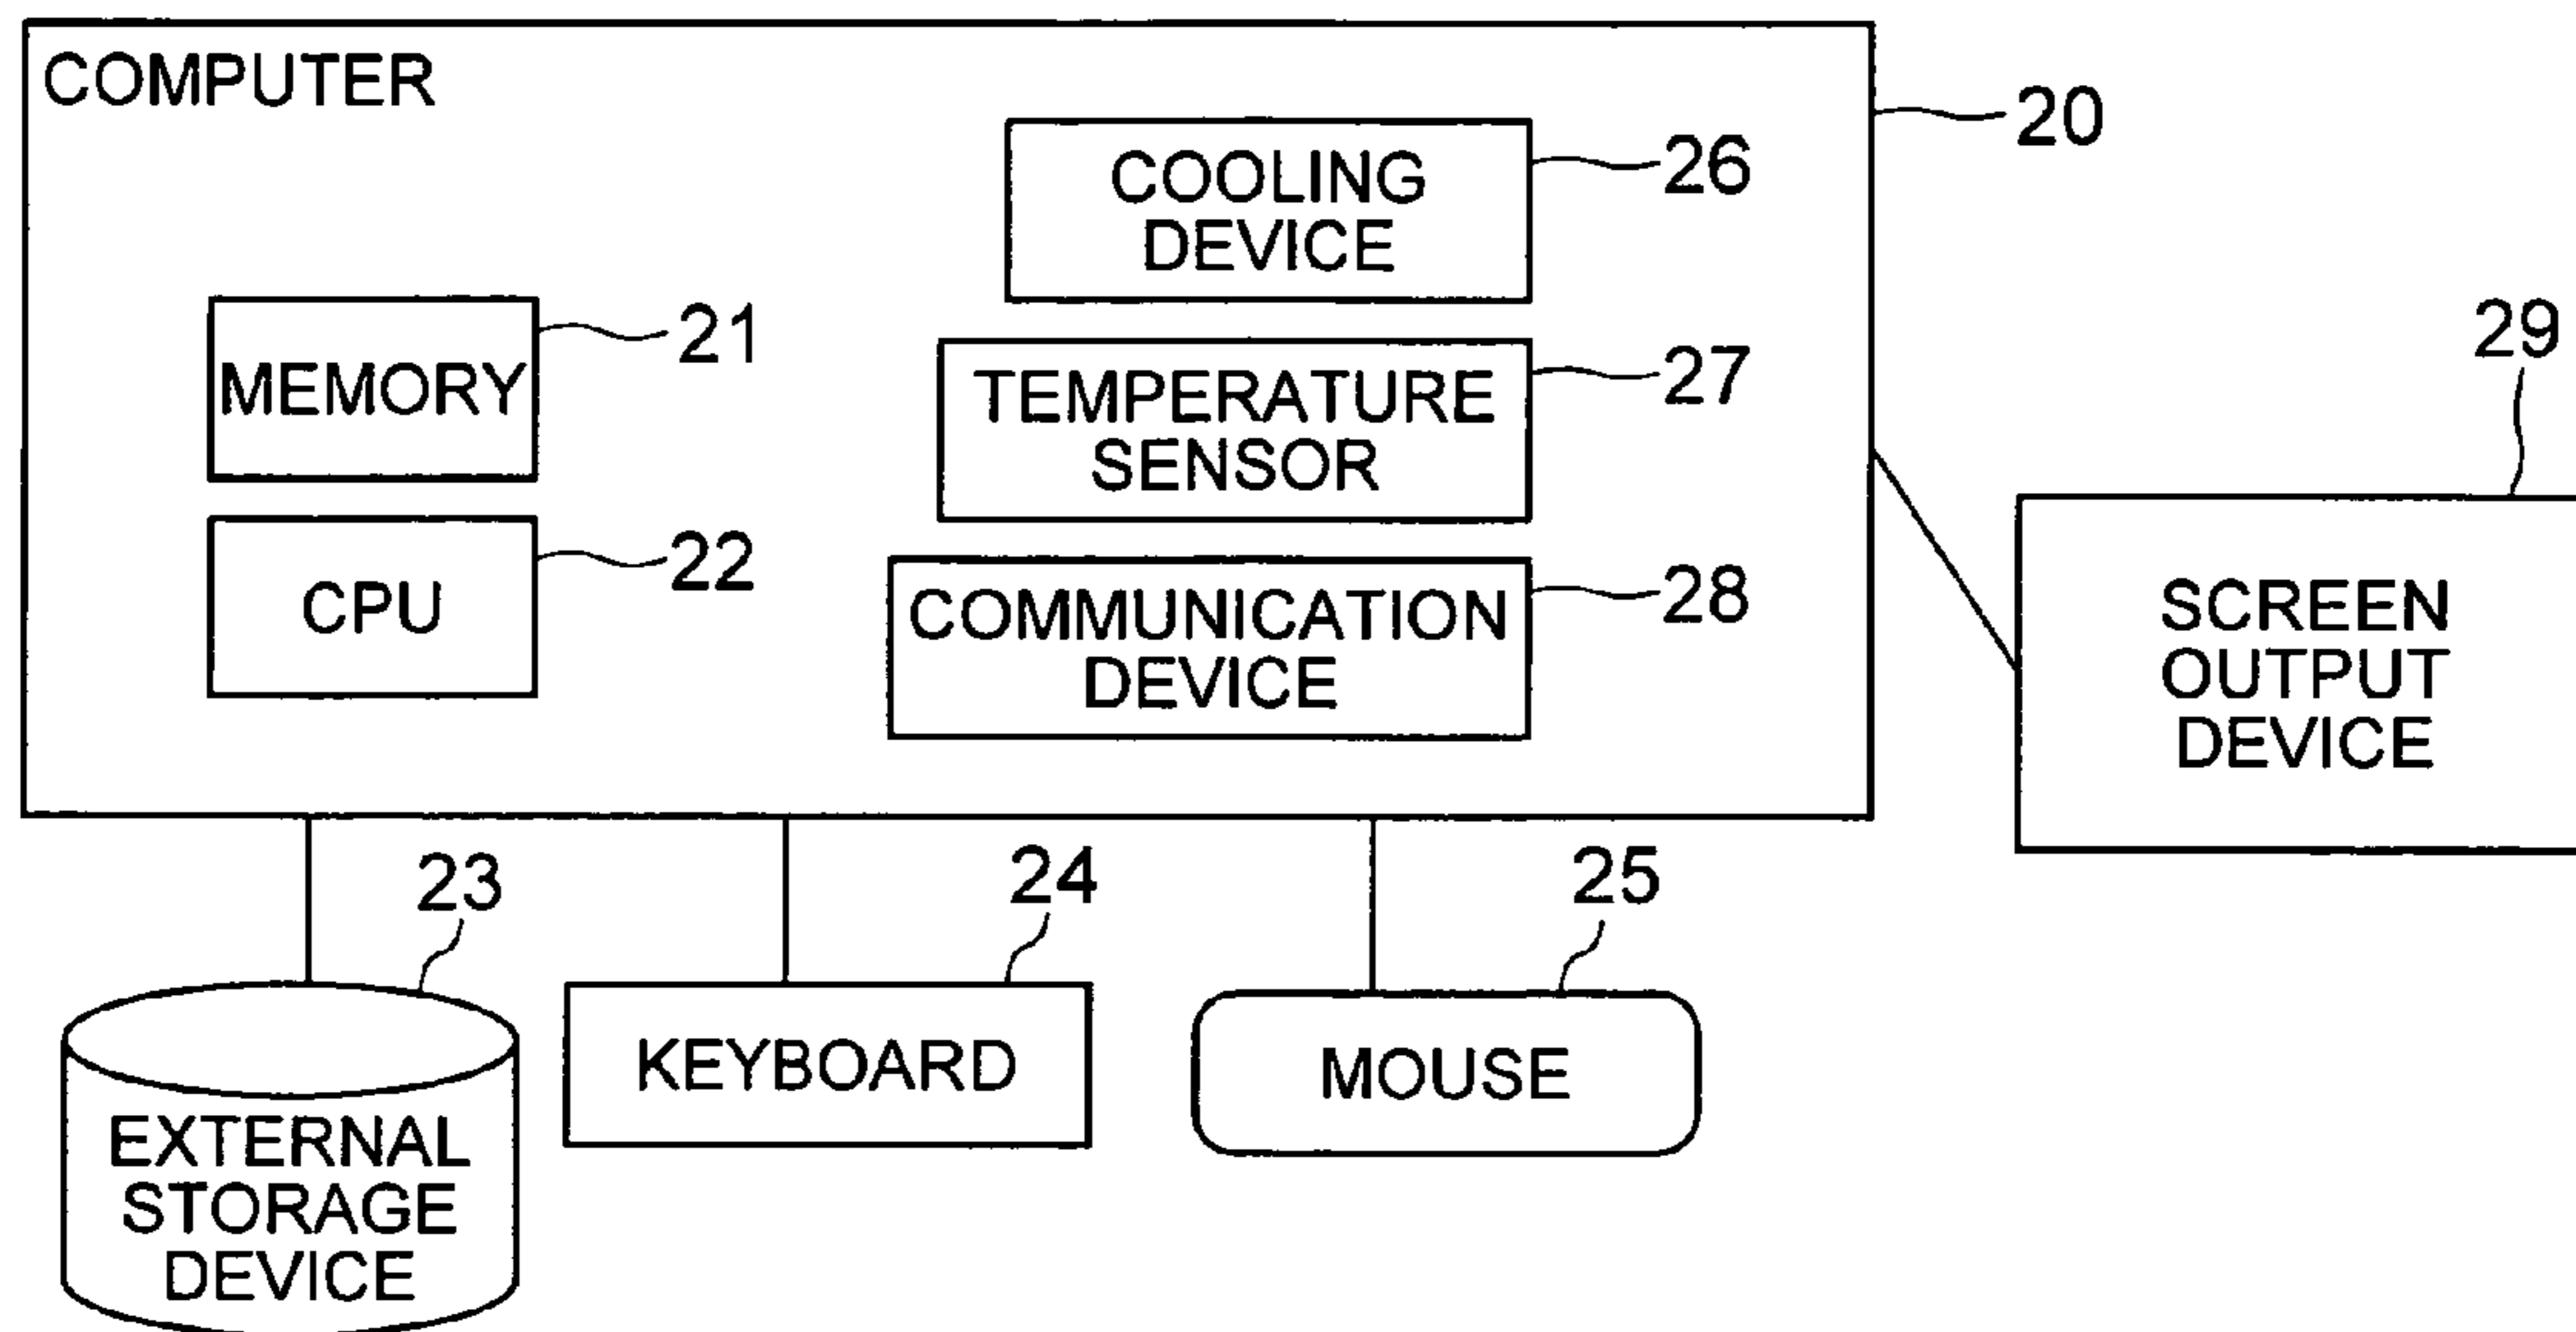 COMPUTER
20
COOLING
DEVICE
26
MEMORY
21
TEMPERATURE
SENSOR
27
29
CPU
22
COMMUNICATION
DEVICE
28
SCREEN
OUTPUT
DEVICE
23
24
25
EXTERNAL
STORAGE
DEVICE
KEYBOARD
MOUSE